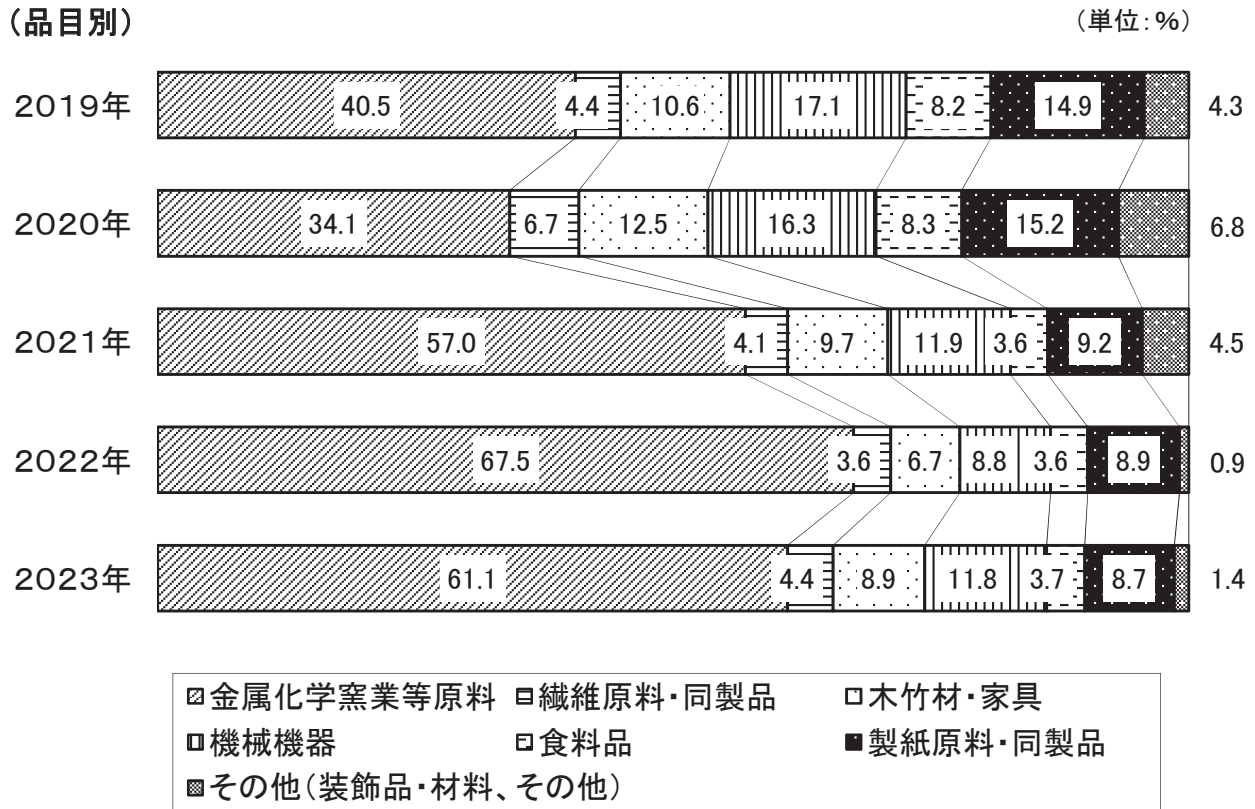 (品目別)
(単位:%)
2019年 40.5 4.4 10.6 17.1 8.2 14.9 4.3
2020年 34.1 6.7 12.5 16.3 8.3 15.2 6.8
2021年 57.0 4.1 9.7 11.9 3.6 9.2 4.5
2022年 67.5 3.6 6.7 8.8 3.6 8.9 0.9
2023年 61.1 4.4 8.9 11.8 3.7 8.7 1.4
金属化学窯業等原料 繊維原料・同製品 木竹材・家具
機械機器 食料品 製紙原料・同製品
その他(装飾品・材料、その他)